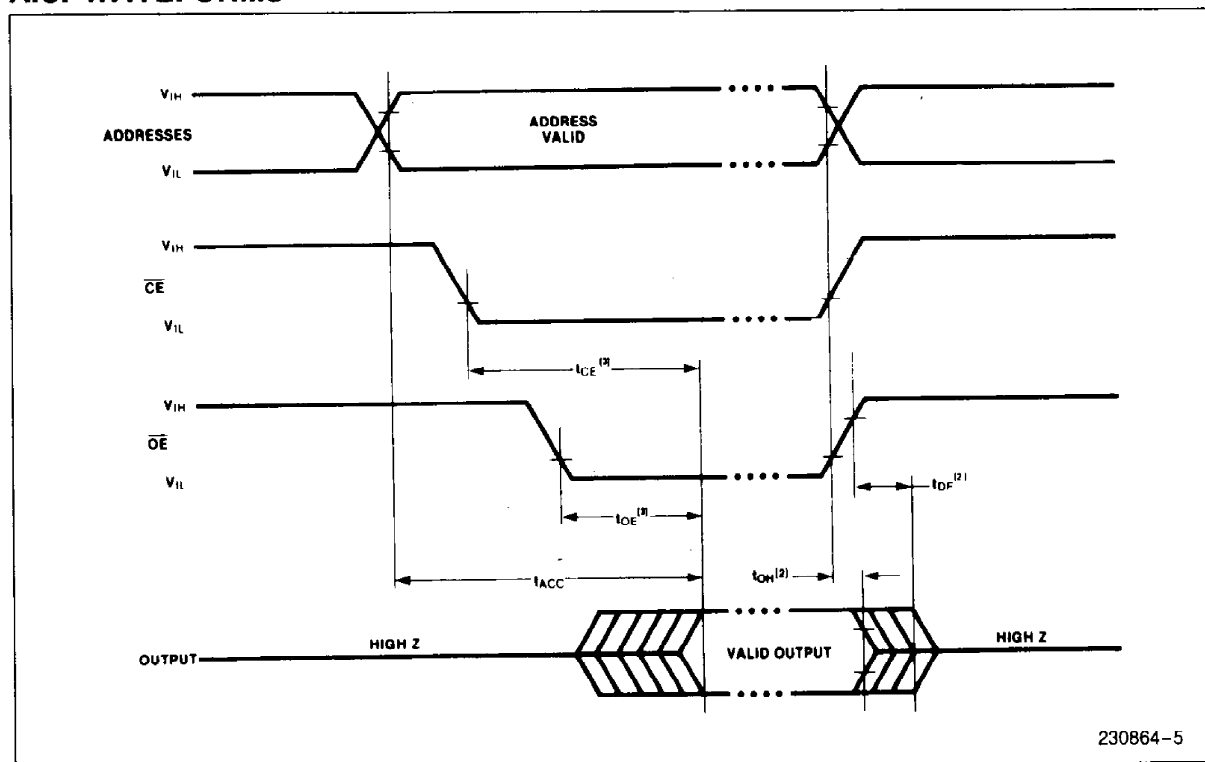 A.C. WAVEFORMS
VIH
ADDRESSES
VIL
ADDRESS
VALID
VIH
CE
VIL
tCE(3)
VIH
OE
VIL
tDF(2)
tOE(3)
tACC
tOH(2)
OUTPUT
HIGH Z
VALID OUTPUT
HIGH Z
230864-5